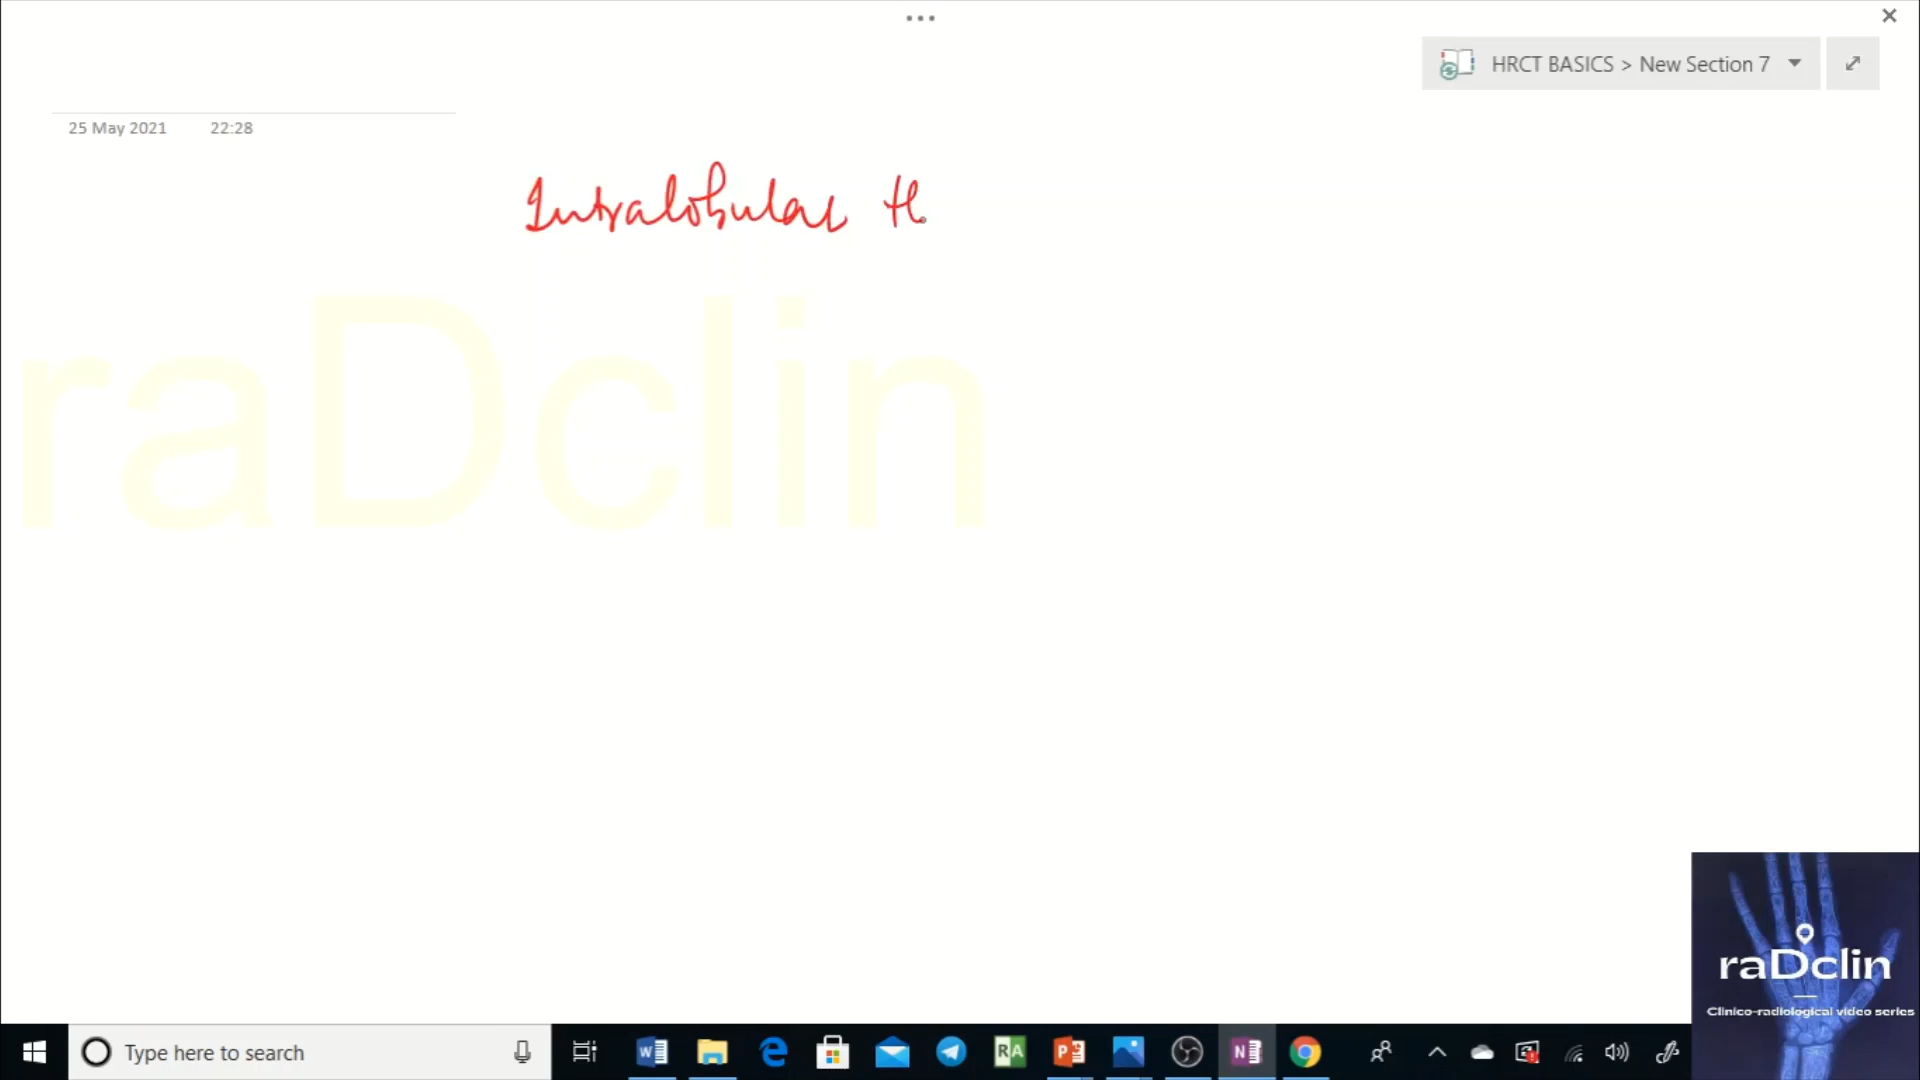 HRCT BASICS > New Section 7
25 May 2021 22:28
Intralobular th
raDclin
raDclin
Clinico-radiological video series
Type here to search